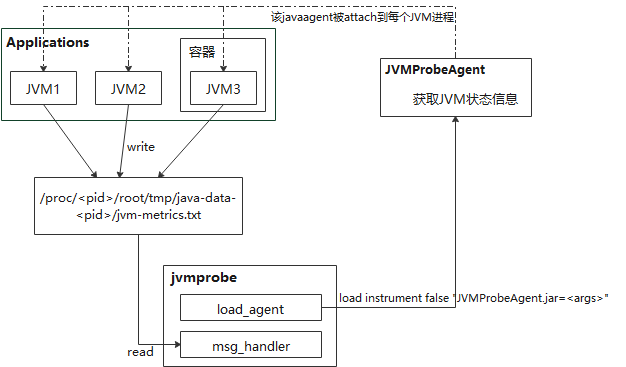 该javaagent被attach到每个JVM进程
Applications
容器
JVM1
JVM2
JVM3
JVMProbeAgent
获取JVM状态信息
write
/proc/<pid>/root/tmp/java-data-
<pid>/jvm-metrics.txt
jvmprobe
load_agent
load instrument false "JVMProbeAgent.jar=<args>"
msg_handler
read